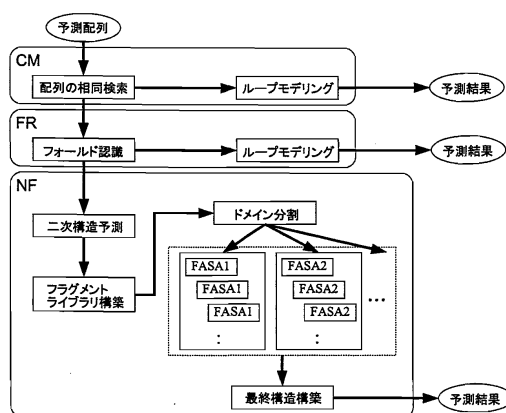 予測配列
CM
配列の相同検索
ループモデリング
予測結果
FR
フォールド認識
ループモデリング
予測結果
NF
二次構造予測
ドメイン分割
フラグメント
ライブラリ構築
FASA1
FASA1
FASA1
:
FASA2
FASA2
FASA2
:
…
最終構造構築
予測結果